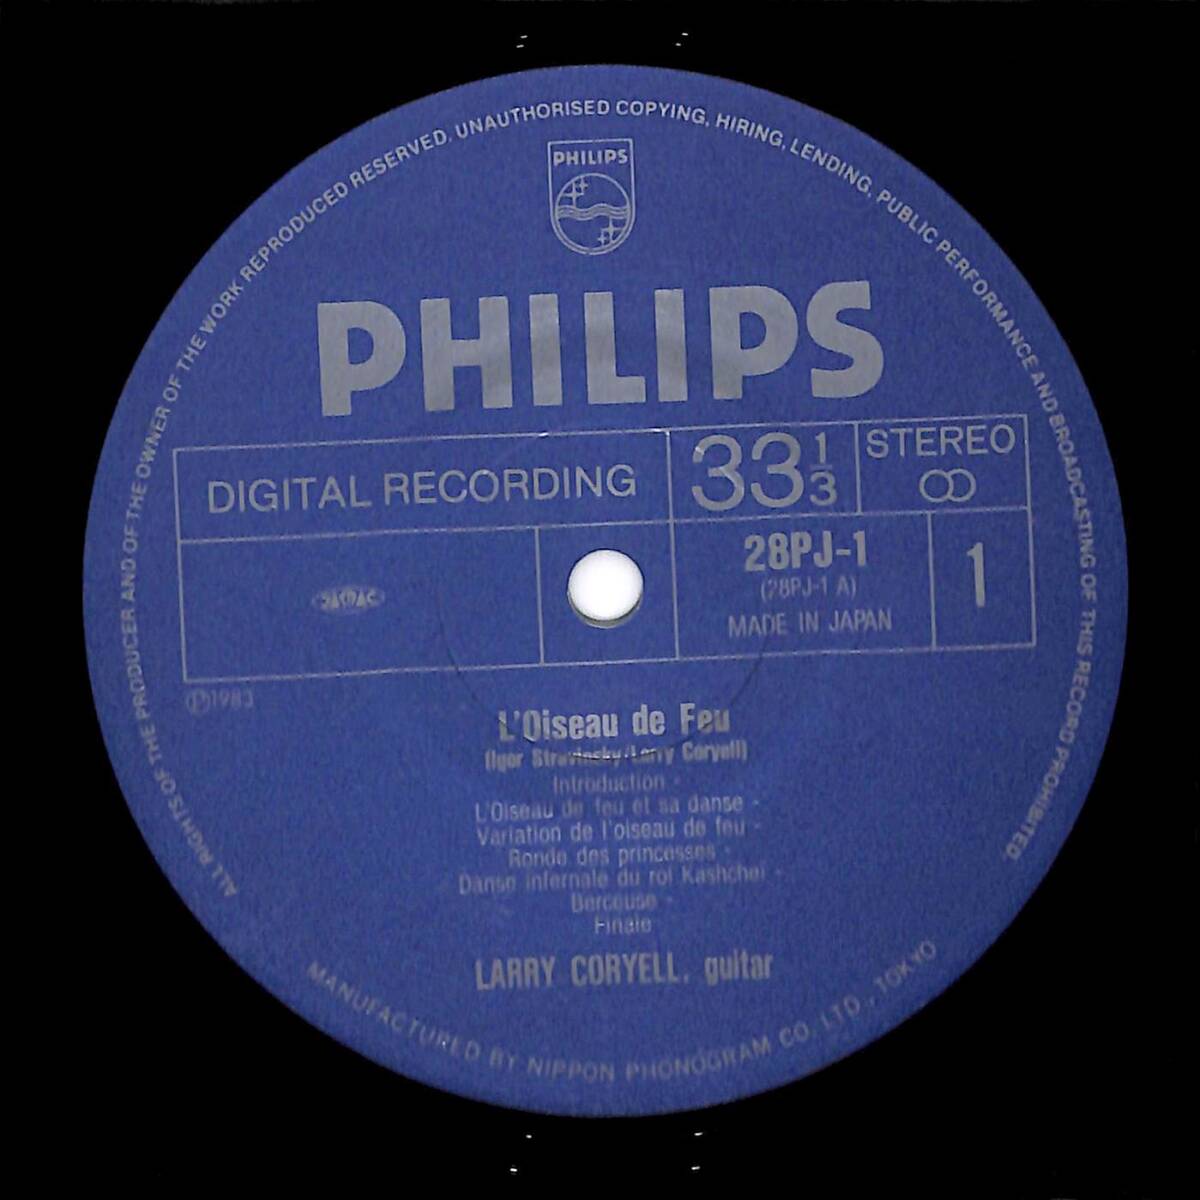 ALL RIGHTS OF THE PRODUCER AND OF THE OWNER OF THE WORK REPRODUCED RESERVED. UNAUTHORISED COPYING, HIRING, LENDING, PUBLIC PERFORMANCE AND BROADCASTING OF THIS RECORD PROHIBITED.
PHILIPS
PHILIPS
DIGITAL RECORDING
33 1/3
STEREO
28PJ-1
(28PJ-1 A)
MADE IN JAPAN
1
Ⓟ1983
L'Oiseau de Feu
(Igor Stravinsky/Larry Coryell)
Introduction -
L'Oiseau de feu et sa danse -
Variation de l'oiseau de feu -
Ronde des princesses -
Danse infernale du roi Kashchei -
Berceuse -
Finale
LARRY CORYELL, guitar
MANUFACTURED BY NIPPON PHONOGRAM CO., LTD., TOKYO